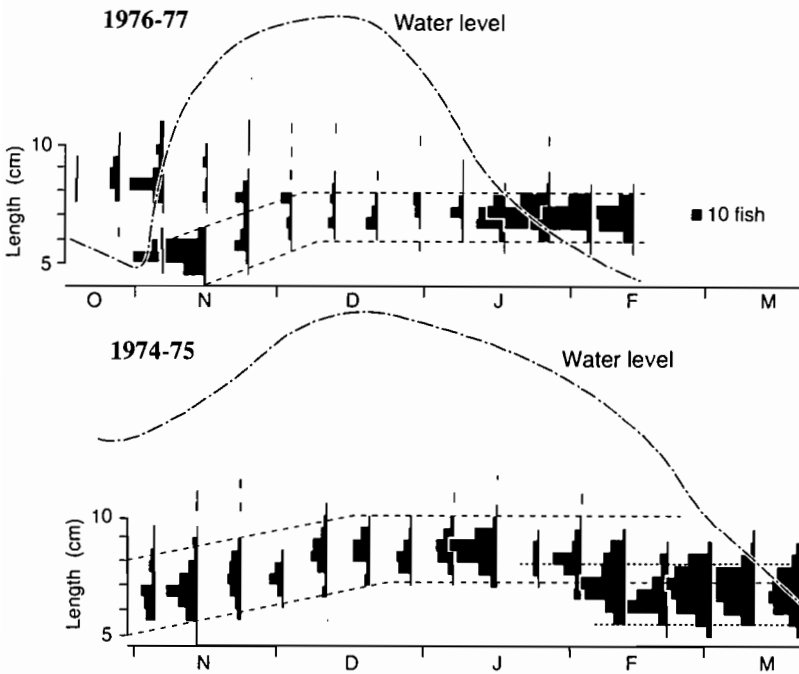 1976-77
Water level
10
Length (cm)
5
10 fish
O N D J F M
1974-75
Water level
10
Length (cm)
5
N D J F M